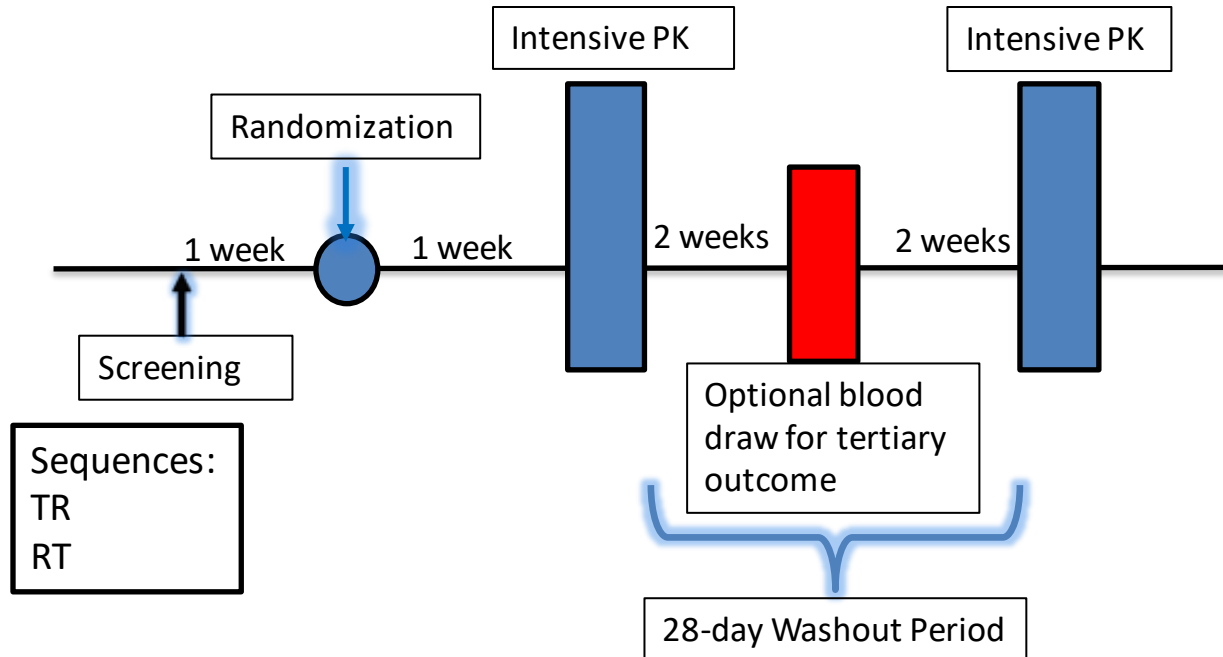 Intensive PK
Intensive PK
Randomization
1 week
1 week
2 weeks
2 weeks
Screening
Optional blood
draw for tertiary
outcome
Sequences:
TR
RT
28-day Washout Period